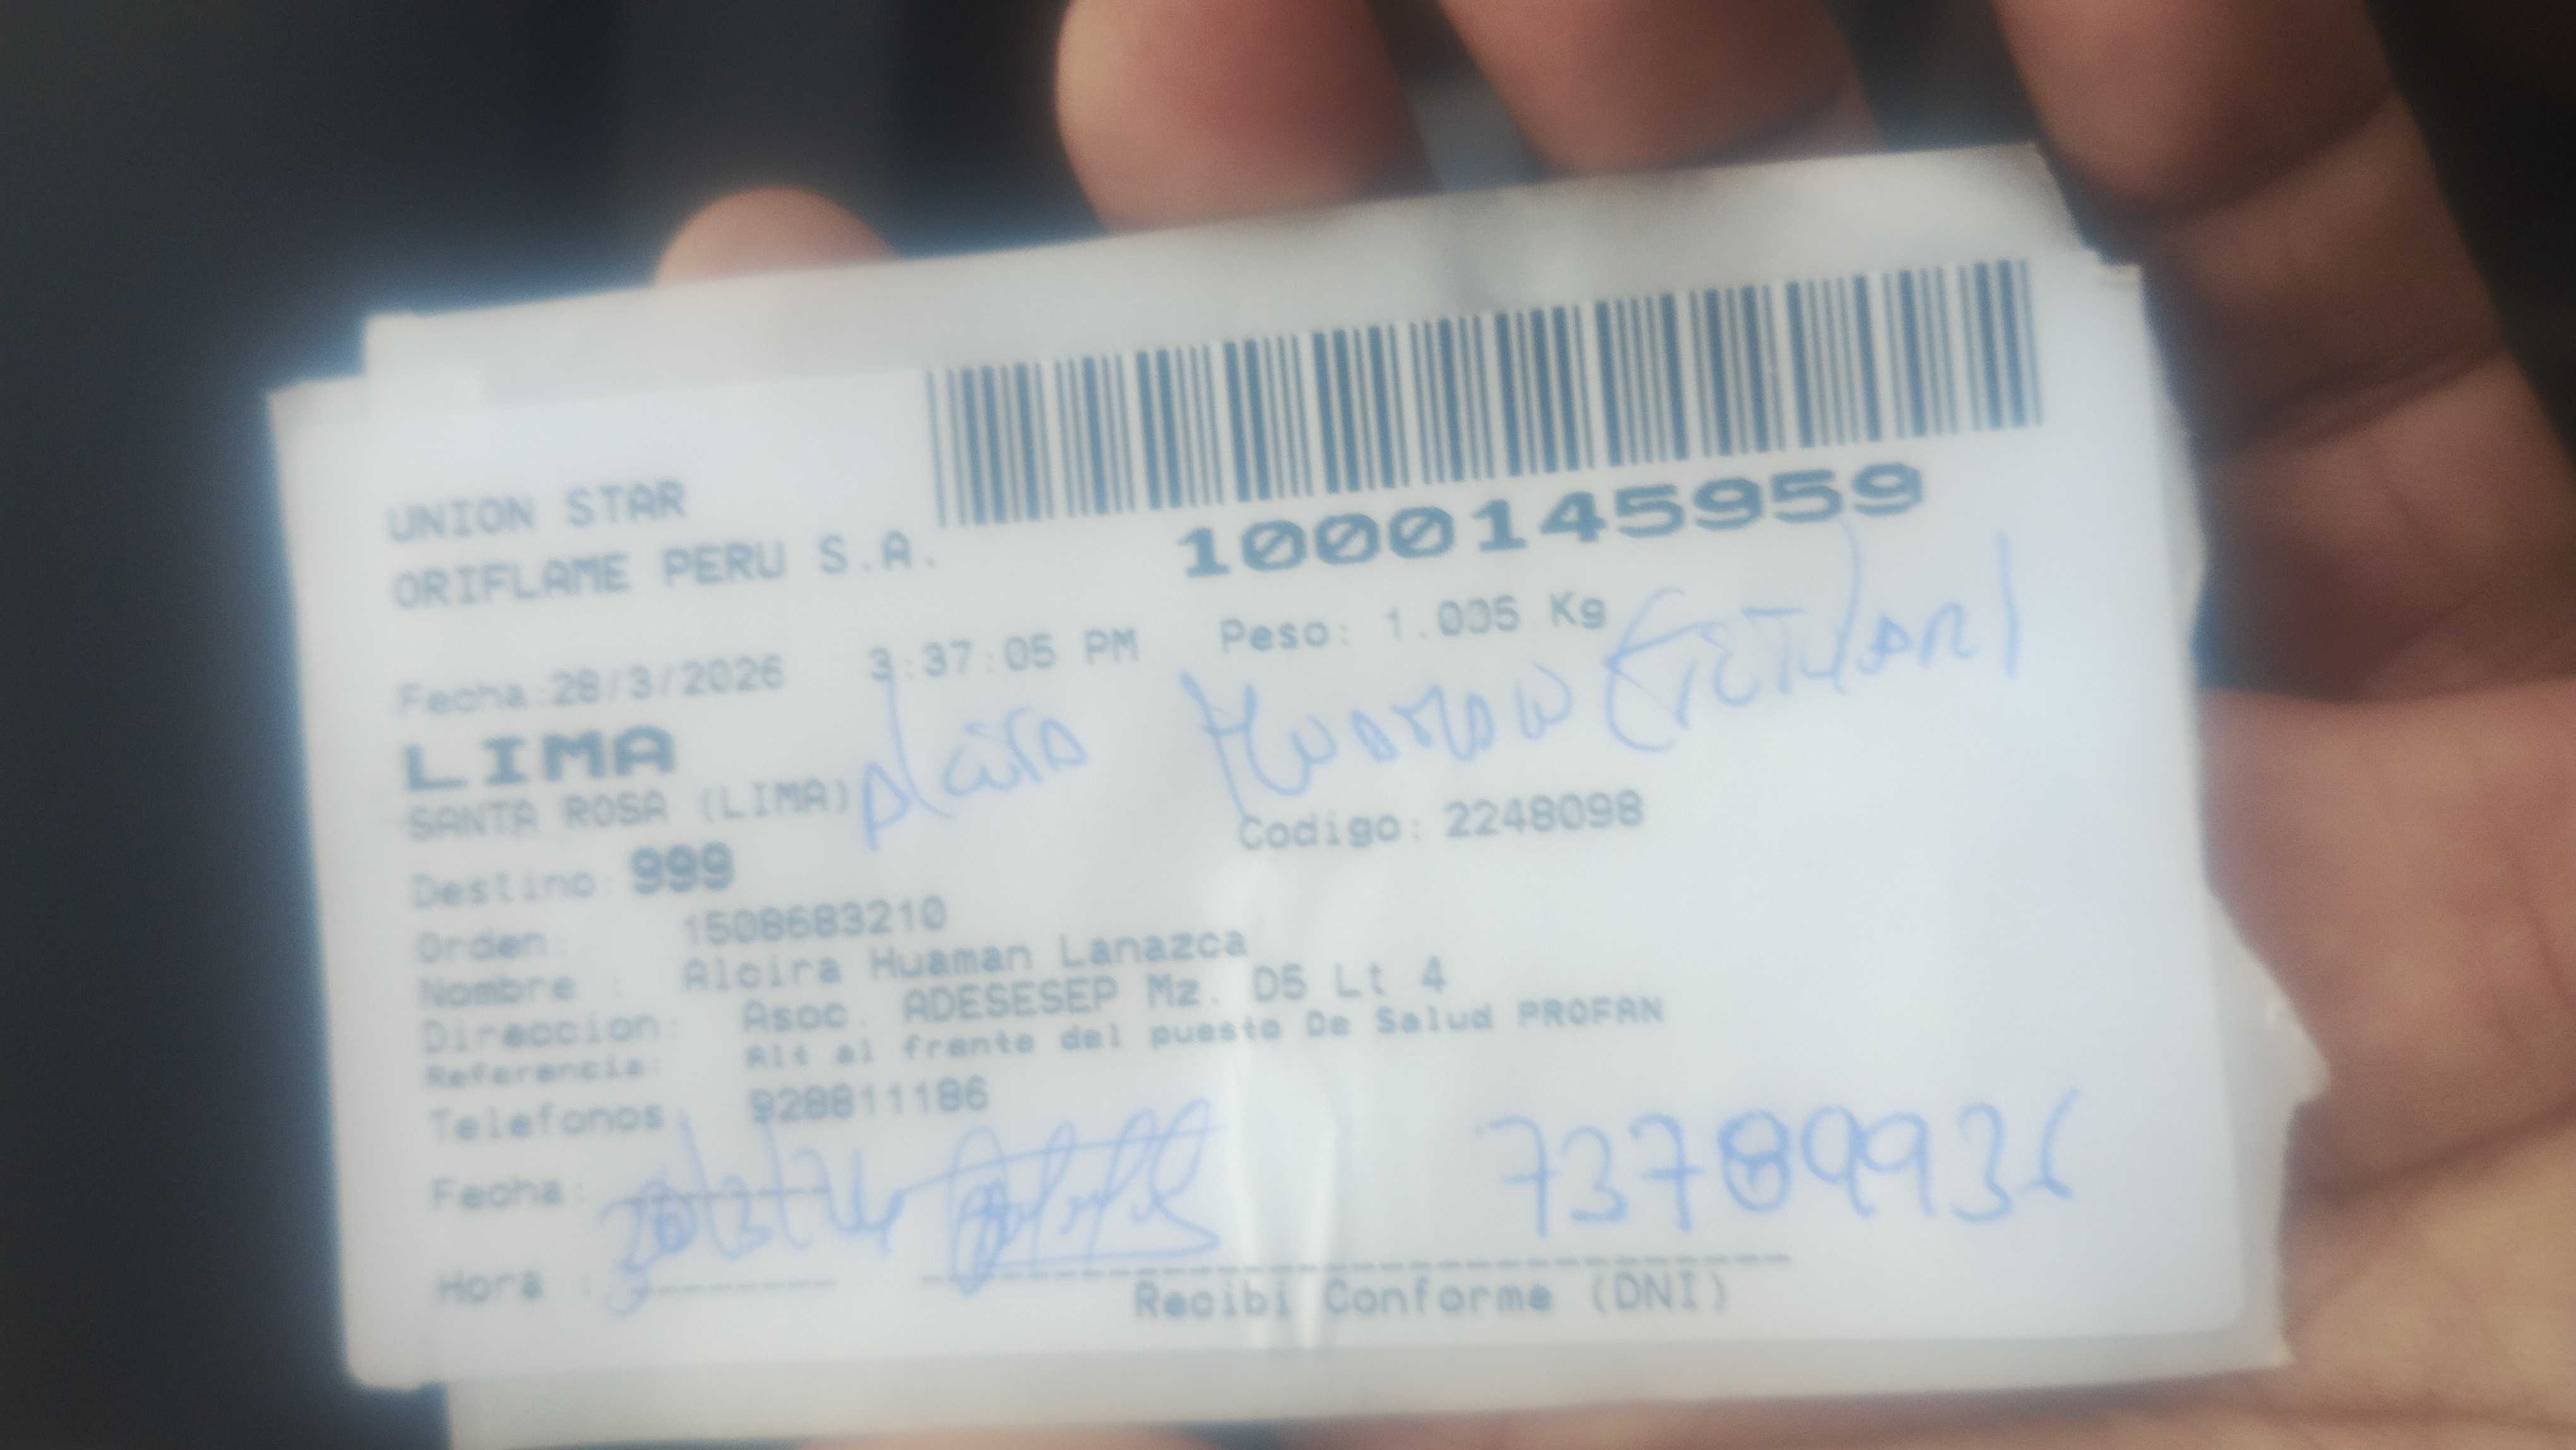 1000145959
UNION STAR
ORIFLAME PERU S.A.
Fecha:28/3/2026 3:37:05 PM Peso: 1.005 Kg
LIMA
SANTA ROSA (LIMA)
Huaman
Destino: 999 Codigo: 2248098
Orden: 1508683210
Nombre : Alcira Huaman Lanazca
Direccion: Asoc. ADESESEP Mz. D5 Lt 4
Referencia: Alt al frente del puesto De Salud PROFAN
Telefonos: 928811186
Fecha:
7378993
Hora :
Recibi Conforme (DNI)